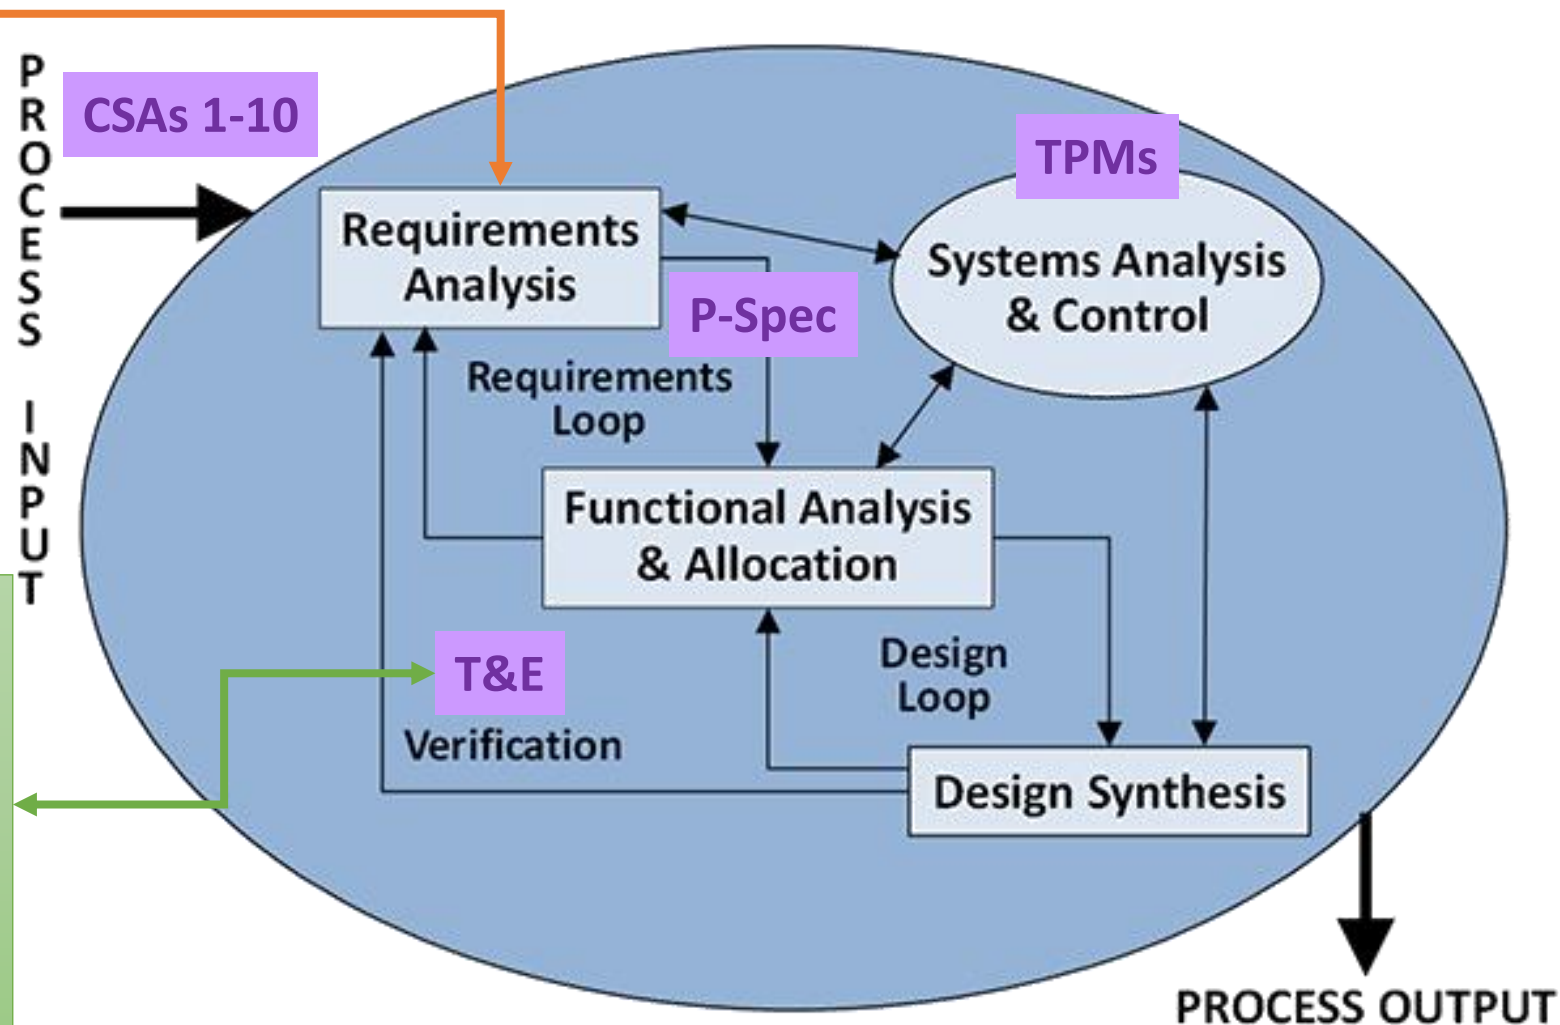 PROCESS INPUT
CSAs 1-10
TPMs
Requirements
Analysis
Systems Analysis
& Control
P-Spec
Requirements
Loop
Functional Analysis
& Allocation
T&E
Design
Loop
Verification
Design Synthesis
PROCESS OUTPUT